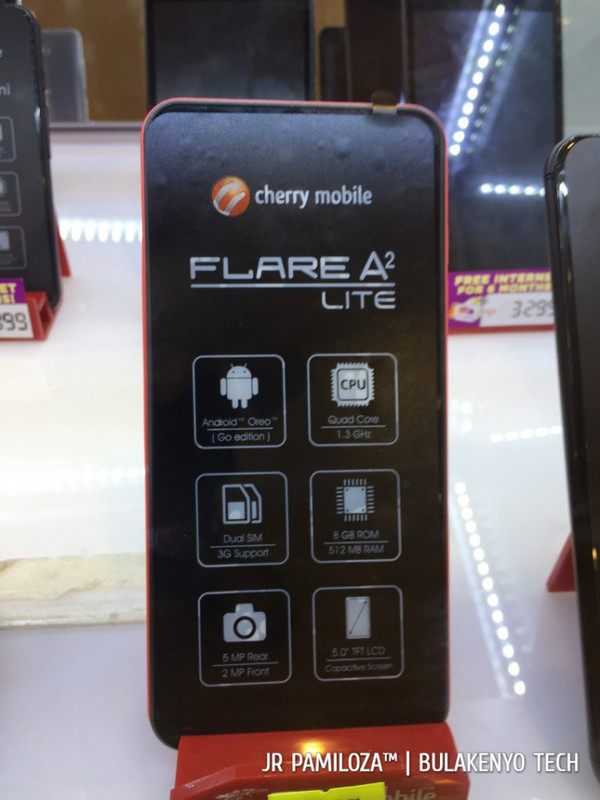 cherry mobile
FLARE A²
LITE
Android™ Oreo™
( Go edition )
CPU
Quad Core
1.3 GHz
Dual SIM
3G Support
8 GB ROM
512 MB RAM
5 MP Rear
2 MP Front
5.0" TFT LCD
Capacitive Screen
FREE INTERNE
FOR 6 MONTHS
3299
899
JR PAMILOZA™ | BULAKENYO TECH